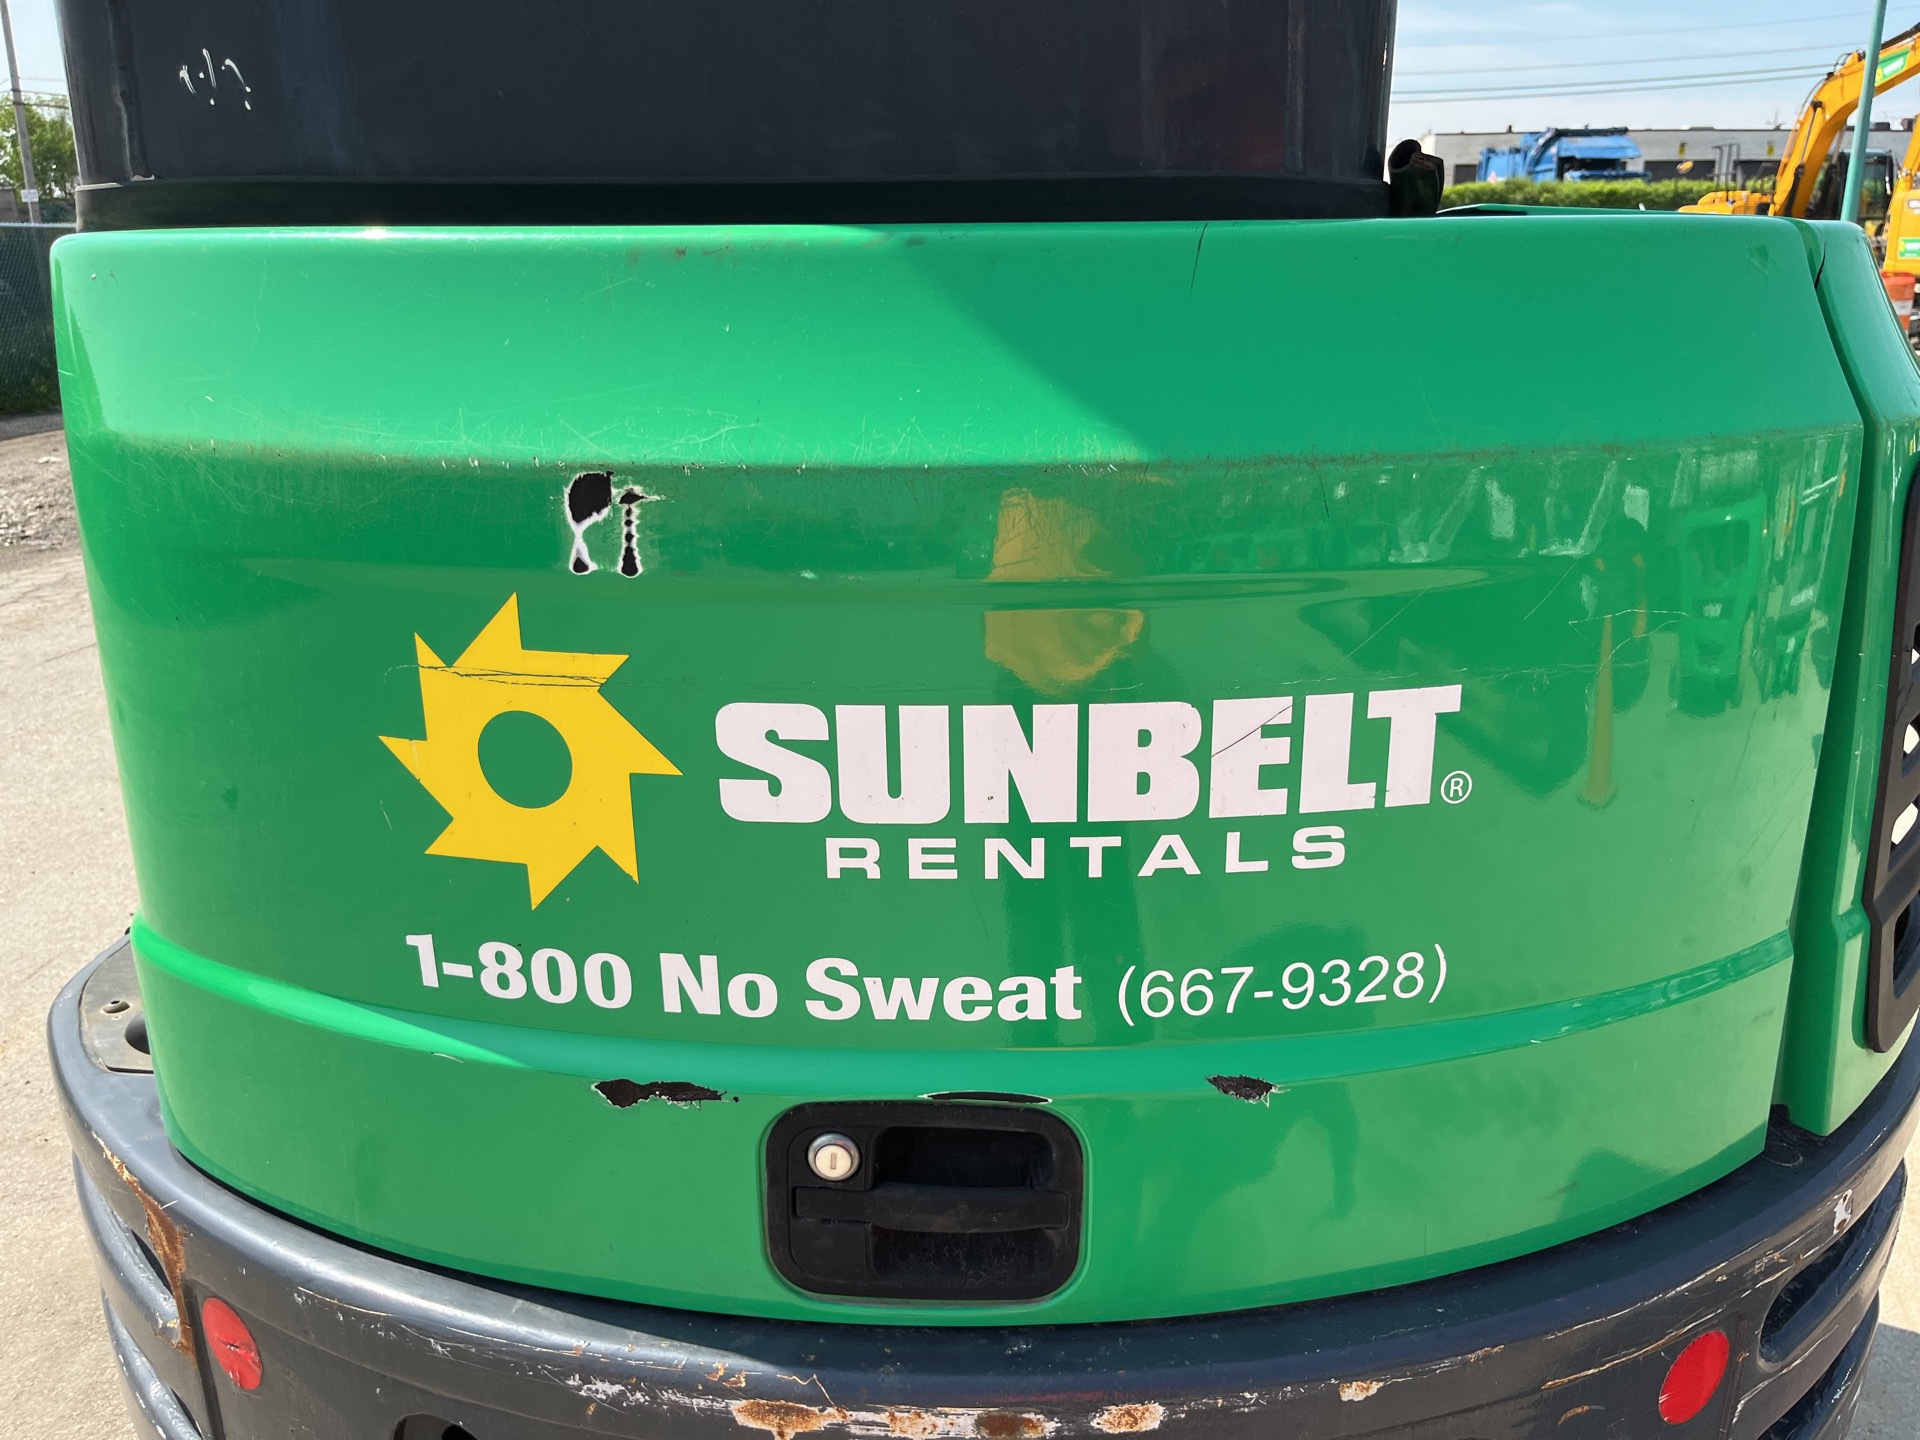 SUNBELT®
RENTALS
1-800 No Sweat (667-9328)